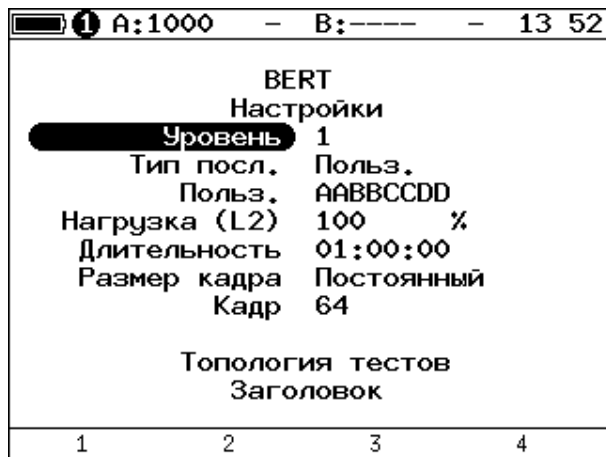 1 A:1000 – B:---- – 13 52
BERT
Настройки
Уровень 1
Тип посл. Польз.
Польз. AABBCCDD
Нагрузка (L2) 100 %
Длительность 01:00:00
Размер кадра Постоянный
Кадр 64
Топология тестов
Заголовок
1 2 3 4